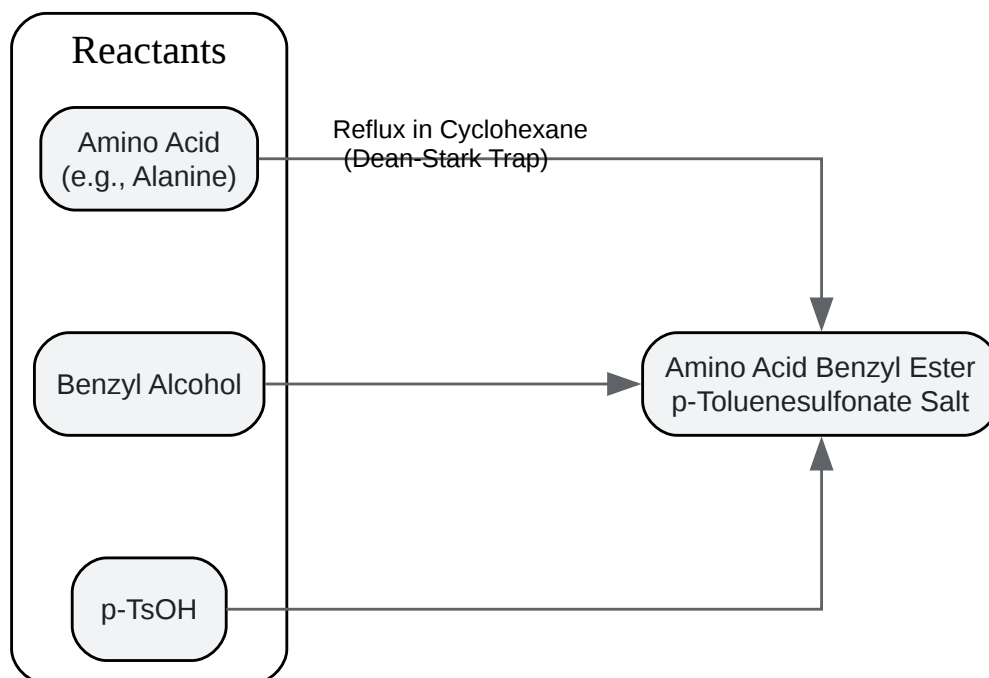 Reactants
Amino Acid
(e.g., Alanine)
Reflux in Cyclohexane
(Dean-Stark Trap)
Benzyl Alcohol
Amino Acid Benzyl Ester
p-Toluenesulfonate Salt
p-TsOH